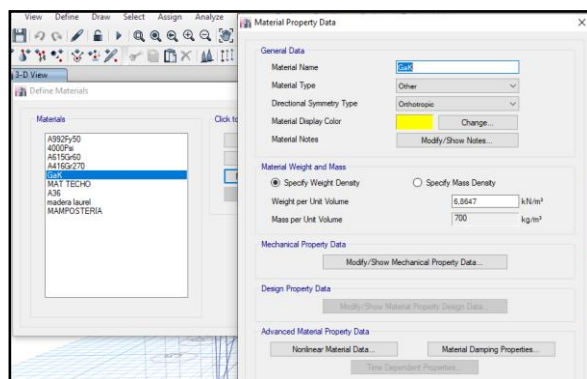 View Define Draw Select Assign Analyze
3-D View
Define Materials
Materials
Click to
A992Fy50
4000Psi
A615Gr60
A416Gr270
GaK
MAT TECHO
A36
madera laurel
MAMPOSTERIA
Material Property Data
General Data
Material Name GaK
Material Type Other
Directional Symmetry Type Orthotropic
Material Display Color Change...
Material Notes Modify/Show Notes...
Material Weight and Mass
Specify Weight Density Specify Mass Density
Weight per Unit Volume 6,8647 kN/m³
Mass per Unit Volume 700 kg/m³
Mechanical Property Data
Modify/Show Mechanical Property Data...
Design Property Data
Modify/Show Material Property Design Data...
Advanced Material Property Data
Nonlinear Material Data... Material Damping Properties...
Time Dependent Properties...